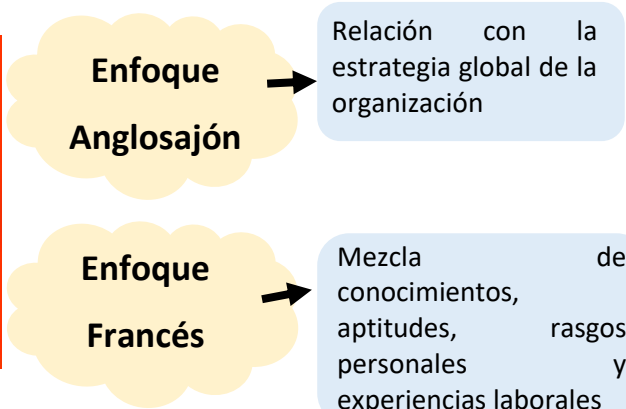 Enfoque
Anglosajón
Relación con la
estrategia global de la
organización
Enfoque
Francés
Mezcla de
conocimientos,
aptitudes, rasgos
personales y
experiencias laborales